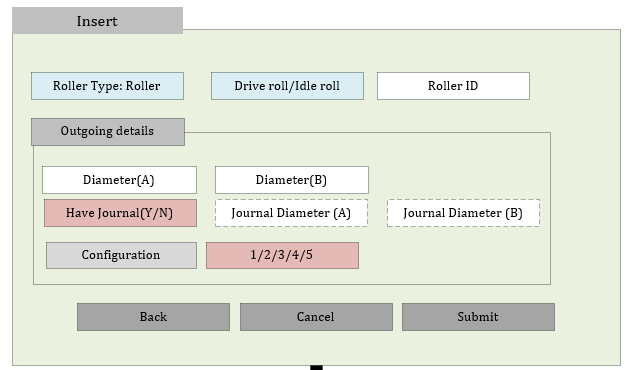 Insert
Roller Type: Roller
Drive roll/Idle roll
Roller ID
Outgoing details
Diameter(A)
Diameter(B)
Have Journal(Y/N)
Journal Diameter (A)
Journal Diameter (B)
Configuration
1/2/3/4/5
Back
Cancel
Submit